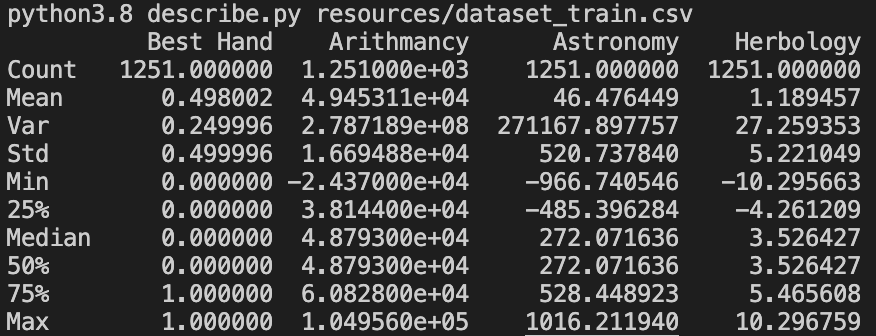 python3.8 describe.py resources/dataset_train.csv
Best Hand Arithmancy Astronomy Herbology
Count 1251.000000 1.251000e+03 1251.000000 1251.000000
Mean 0.498002 4.945311e+04 46.476449 1.189457
Var 0.249996 2.787189e+08 271167.897757 27.259353
Std 0.499996 1.669488e+04 520.737840 5.221049
Min 0.000000 -2.437000e+04 -966.740546 -10.295663
25% 0.000000 3.814400e+04 -485.396284 -4.261209
Median 0.000000 4.879300e+04 272.071636 3.526427
50% 0.000000 4.879300e+04 272.071636 3.526427
75% 1.000000 6.082800e+04 528.448923 5.465608
Max 1.000000 1.049560e+05 1016.211940 10.296759